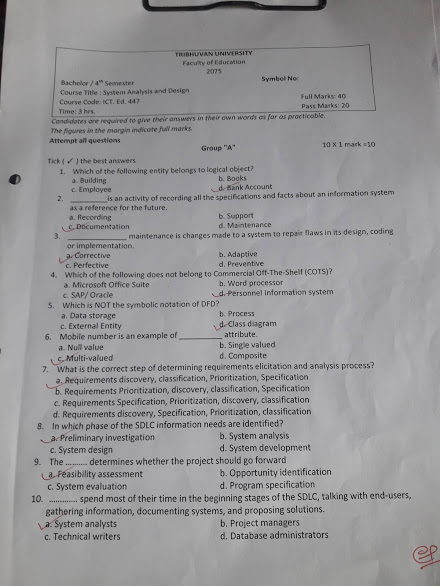 TRIBHUVAN UNIVERSITY
Faculty of Education
2075
Bachelor / 4th Semester
Symbol No:
Course Title : System Analysis and Design
Course Code: ICT. Ed. 447
Full Marks: 40
Time: 3 hrs.
Pass Marks: 20
Candidates are required to give their answers in their own words as far as practicable.
The figures in the margin indicate full marks.
Attempt all questions
Group "A"
10 X 1 mark =10
Tick ( ✓ ) the best answers
1. Which of the following entity belongs to logical object?
a. Building b. Books
c. Employee d. Bank Account
2. ________is an activity of recording all the specifications and facts about an information system
as a reference for the future.
a. Recording b. Support
c. Documentation d. Maintenance
3. ________ maintenance is changes made to a system to repair flaws in its design, coding
or implementation.
a. Corrective b. Adaptive
c. Perfective d. Preventive
4. Which of the following does not belong to Commercial Off-The-Shelf (COTS)?
a. Microsoft Office Suite b. Word processor
c. SAP/ Oracle d. Personnel information system
5. Which is NOT the symbolic notation of DFD?
a. Data storage b. Process
c. External Entity d. Class diagram
6. Mobile number is an example of ________ attribute.
a. Null value b. Single valued
c. Multi-valued d. Composite
7. What is the correct step of determining requirements elicitation and analysis process?
a. Requirements discovery, classification, Prioritization, Specification
b. Requirements Prioritization, discovery, classification, Specification
c. Requirements Specification, Prioritization, discovery, classification
d. Requirements discovery, Specification, Prioritization, classification
8. In which phase of the SDLC information needs are identified?
a. Preliminary investigation b. System analysis
c. System design d. System development
9. The .......... determines whether the project should go forward
a. Feasibility assessment b. Opportunity identification
c. System evaluation d. Program specification
10. ............. spend most of their time in the beginning stages of the SDLC, talking with end-users,
gathering information, documenting systems, and proposing solutions.
a. System analysts b. Project managers
c. Technical writers d. Database administrators